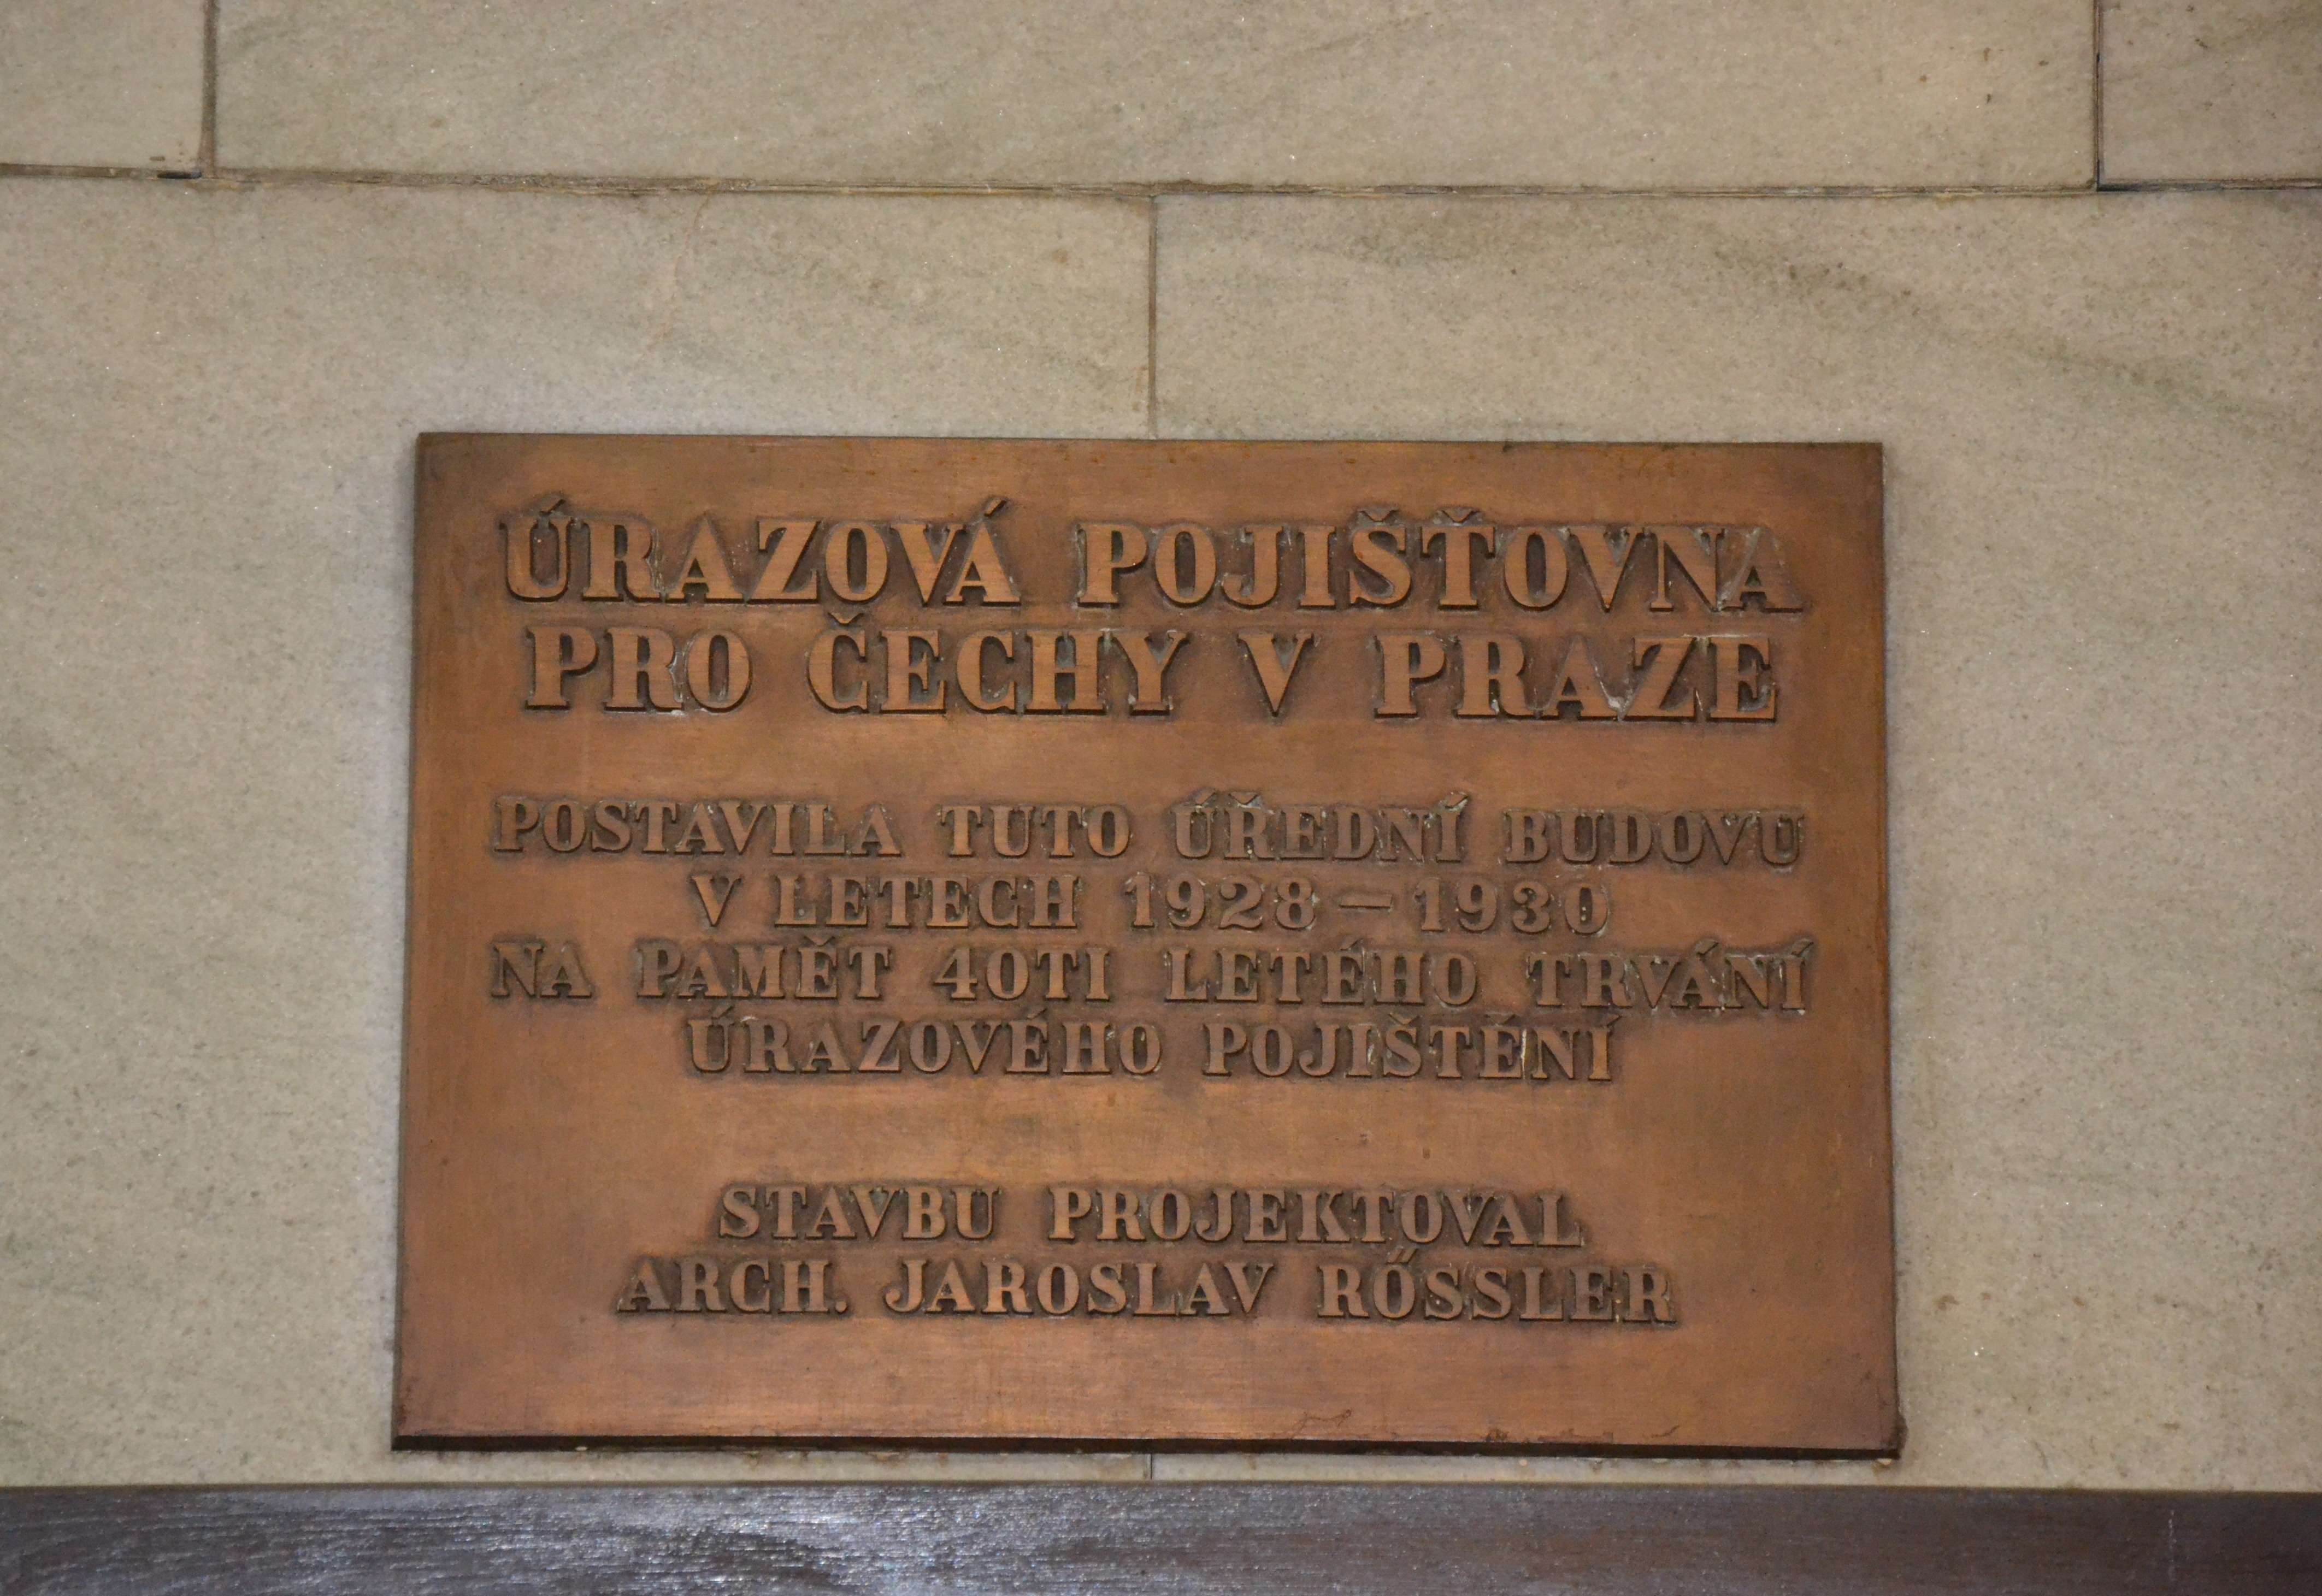 ÚRAZOVÁ POJIŠŤOVNA
PRO ČECHY V PRAZE
POSTAVILA TUTO ÚŘEDNÍ BUDOVU
V LETECH 1928 – 1930
NA PAMĚT 40TI LETÉHO TRVÁNÍ
ÚRAZOVÉHO POJIŠTĚNÍ
STAVBU PROJEKTOVAL
ARCH. JAROSLAV RŐSSLER